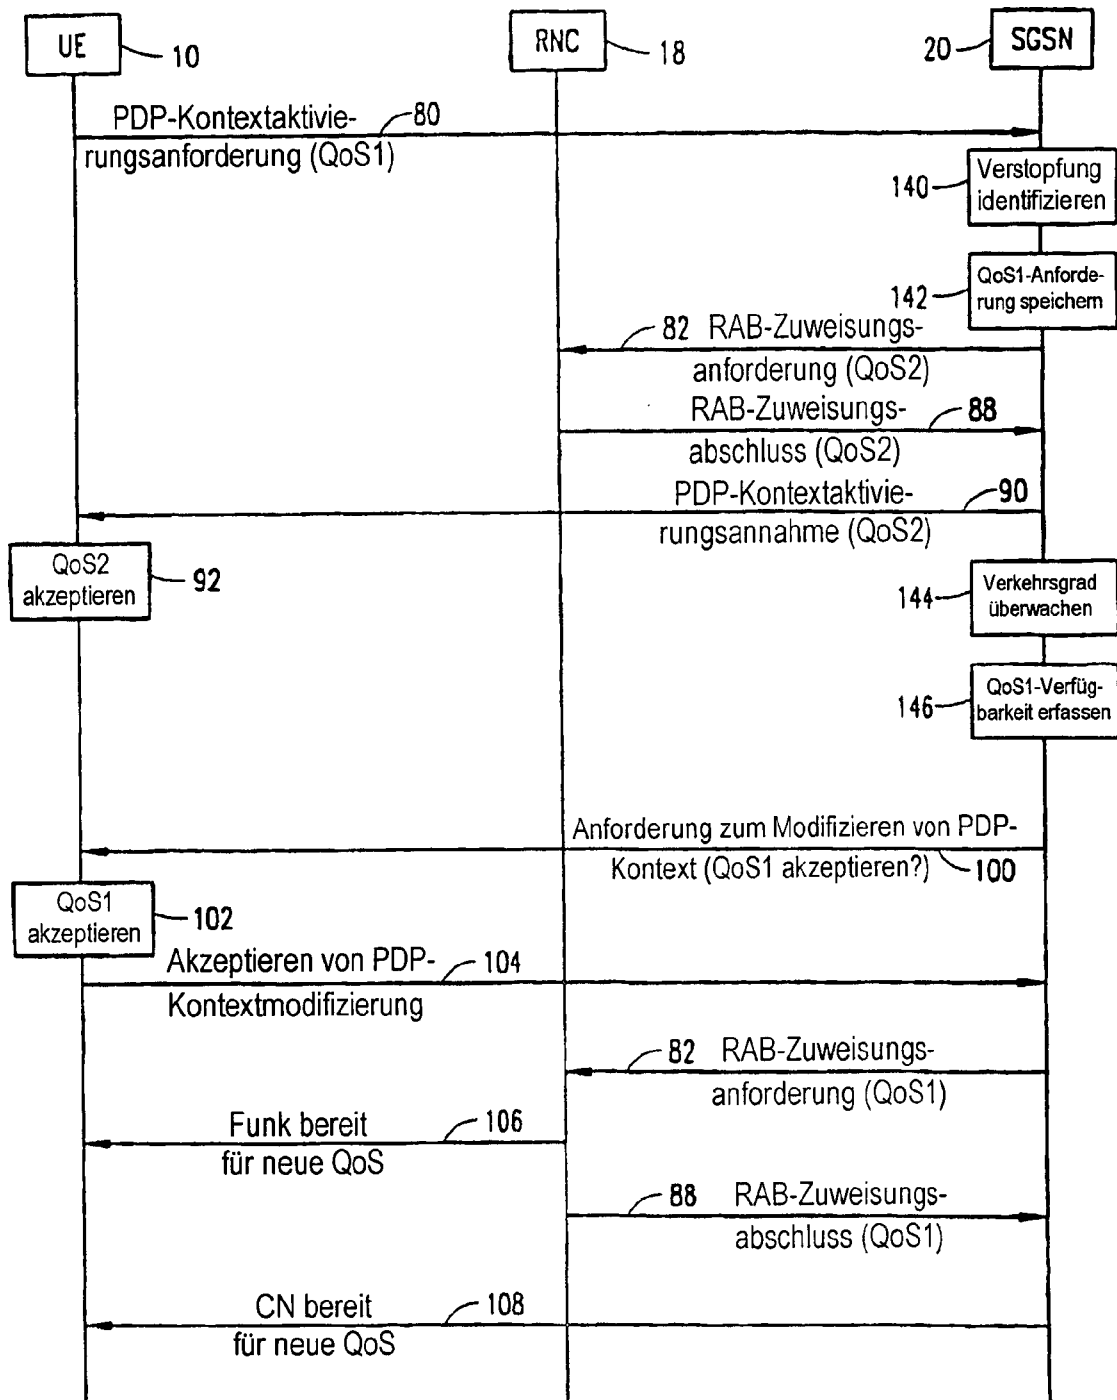 UE
10
RNC
18
20
SGSN
PDP-Kontextaktivie-
80
rungsanforderung (QoS1)
140
Verstopfung
identifizieren
142
QoS1-Anforde-
rung speichern
82 RAB-Zuweisungs-
anforderung (QoS2)
RAB-Zuweisungs-
88
abschluss (QoS2)
PDP-Kontextaktivie-
90
rungsannahme (QoS2)
QoS2
akzeptieren
92
144
Verkehrsgrad
überwachen
146
QoS1-Verfüg-
barkeit erfassen
Anforderung zum Modifizieren von PDP-
Kontext (QoS1 akzeptieren?)
100
QoS1
akzeptieren
102
Akzeptieren von PDP-
104
Kontextmodifizierung
82 RAB-Zuweisungs-
anforderung (QoS1)
Funk bereit
106
für neue QoS
88 RAB-Zuweisungs-
abschluss (QoS1)
CN bereit
108
für neue QoS